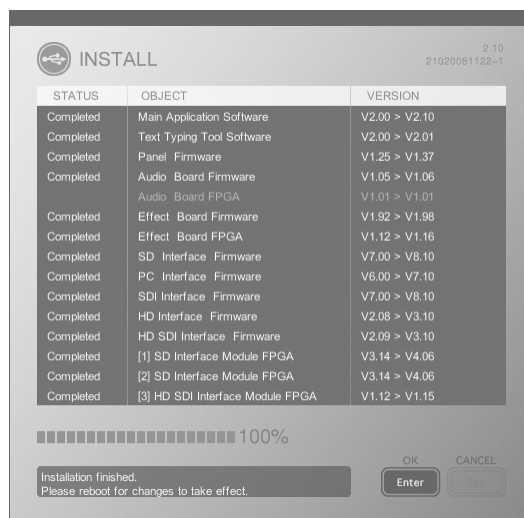 INSTALL
2.10
21020061122-1
STATUS OBJECT VERSION
Completed Main Application Software V2.00 > V2.10
Completed Text Typing Tool Software V2.00 > V2.01
Completed Panel Firmware V1.25 > V1.37
Completed Audio Board Firmware V1.05 > V1.06
Audio Board FPGA V1.01 > V1.01
Completed Effect Board Firmware V1.92 > V1.98
Completed Effect Board FPGA V1.12 > V1.16
Completed SD Interface Firmware V7.00 > V8.10
Completed PC Interface Firmware V6.00 > V7.10
Completed SDI Interface Firmware V7.00 > V8.10
Completed HD Interface Firmware V2.08 > V3.10
Completed HD SDI Interface Firmware V2.09 > V3.10
Completed [1] SD Interface Module FPGA V3.14 > V4.06
Completed [2] SD Interface Module FPGA V3.14 > V4.06
Completed [3] HD SDI Interface Module FPGA V1.12 > V1.15
100%
Installation finished.
Please reboot for changes to take effect.
OK CANCEL
Enter Esc